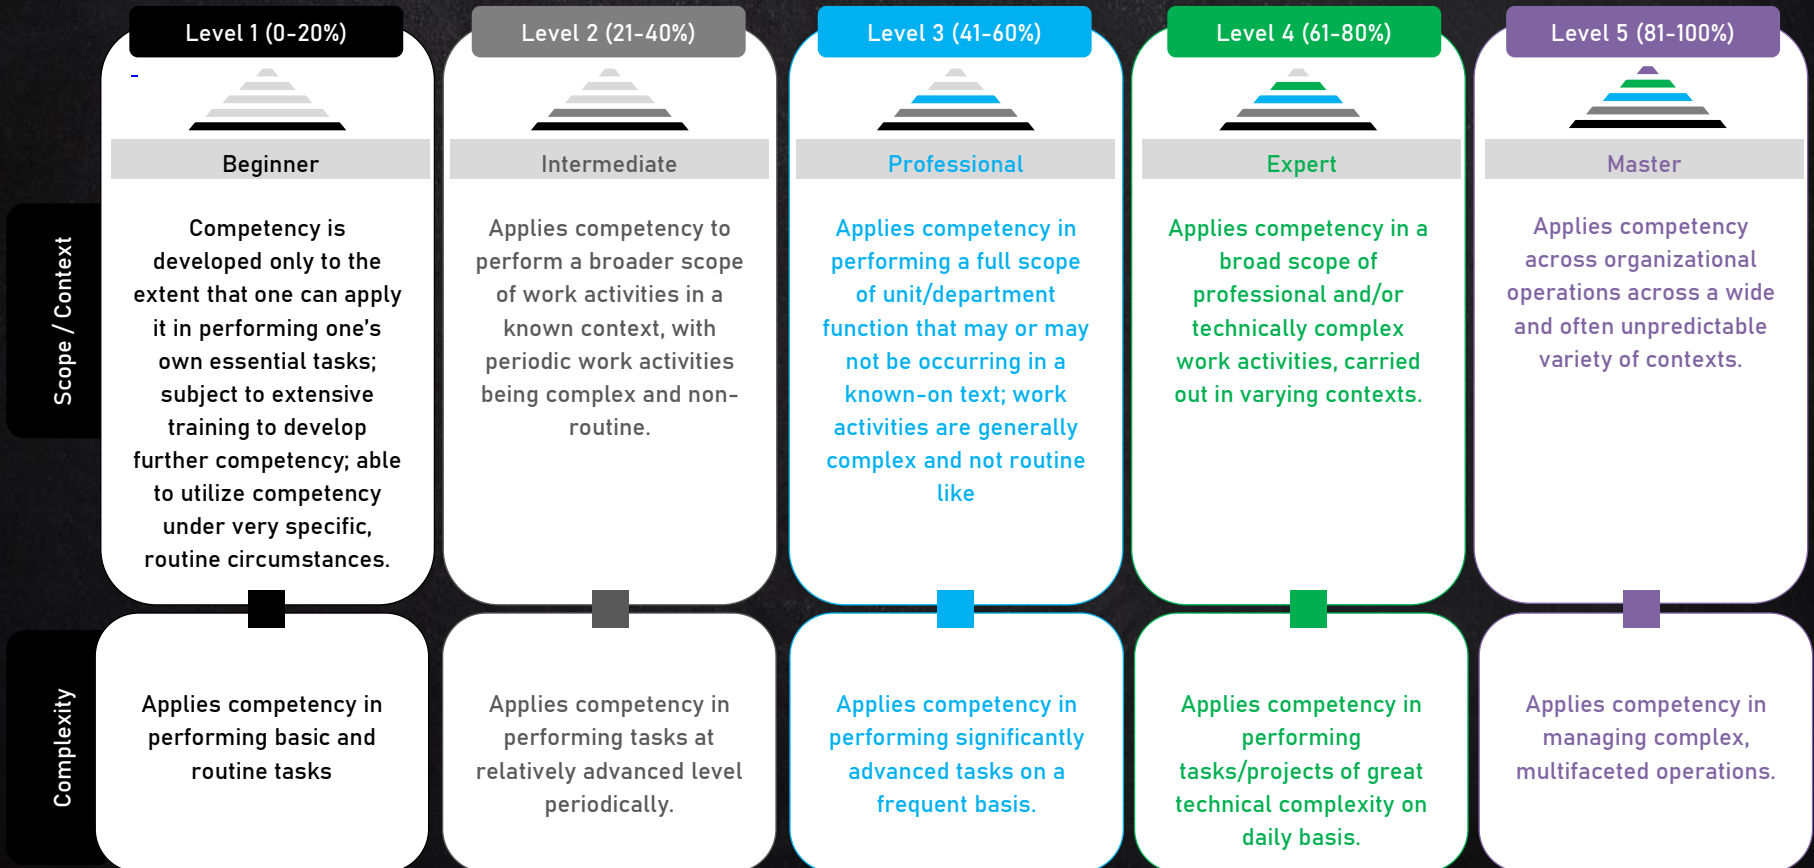 Level 1 (0-20%)
Level 2 (21-40%)
Level 3 (41-60%)
Level 4 (61-80%)
Level 5 (81-100%)
Beginner
Intermediate
Professional
Expert
Master
Scope / Context
Competency is
developed only to the
extent that one can apply
it in performing one's
own essential tasks;
subject to extensive
training to develop
further competency; able
to utilize competency
under very specific,
routine circumstances.
Applies competency to
perform a broader scope
of work activities in a
known context, with
periodic work activities
being complex and non-
routine.
Applies competency in
performing a full scope
of unit/department
function that may or may
not be occurring in a
known-on text; work
activities are generally
complex and not routine
like
Applies competency in a
broad scope of
professional and/or
technically complex
work activities, carried
out in varying contexts.
Applies competency
across organizational
operations across a wide
and often unpredictable
variety of contexts.
Complexity
Applies competency in
performing basic and
routine tasks
Applies competency in
performing tasks at
relatively advanced level
periodically.
Applies competency in
performing significantly
advanced tasks on a
frequent basis.
Applies competency in
performing
tasks/projects of great
technical complexity on
daily basis.
Applies competency in
managing complex,
multifaceted operations.